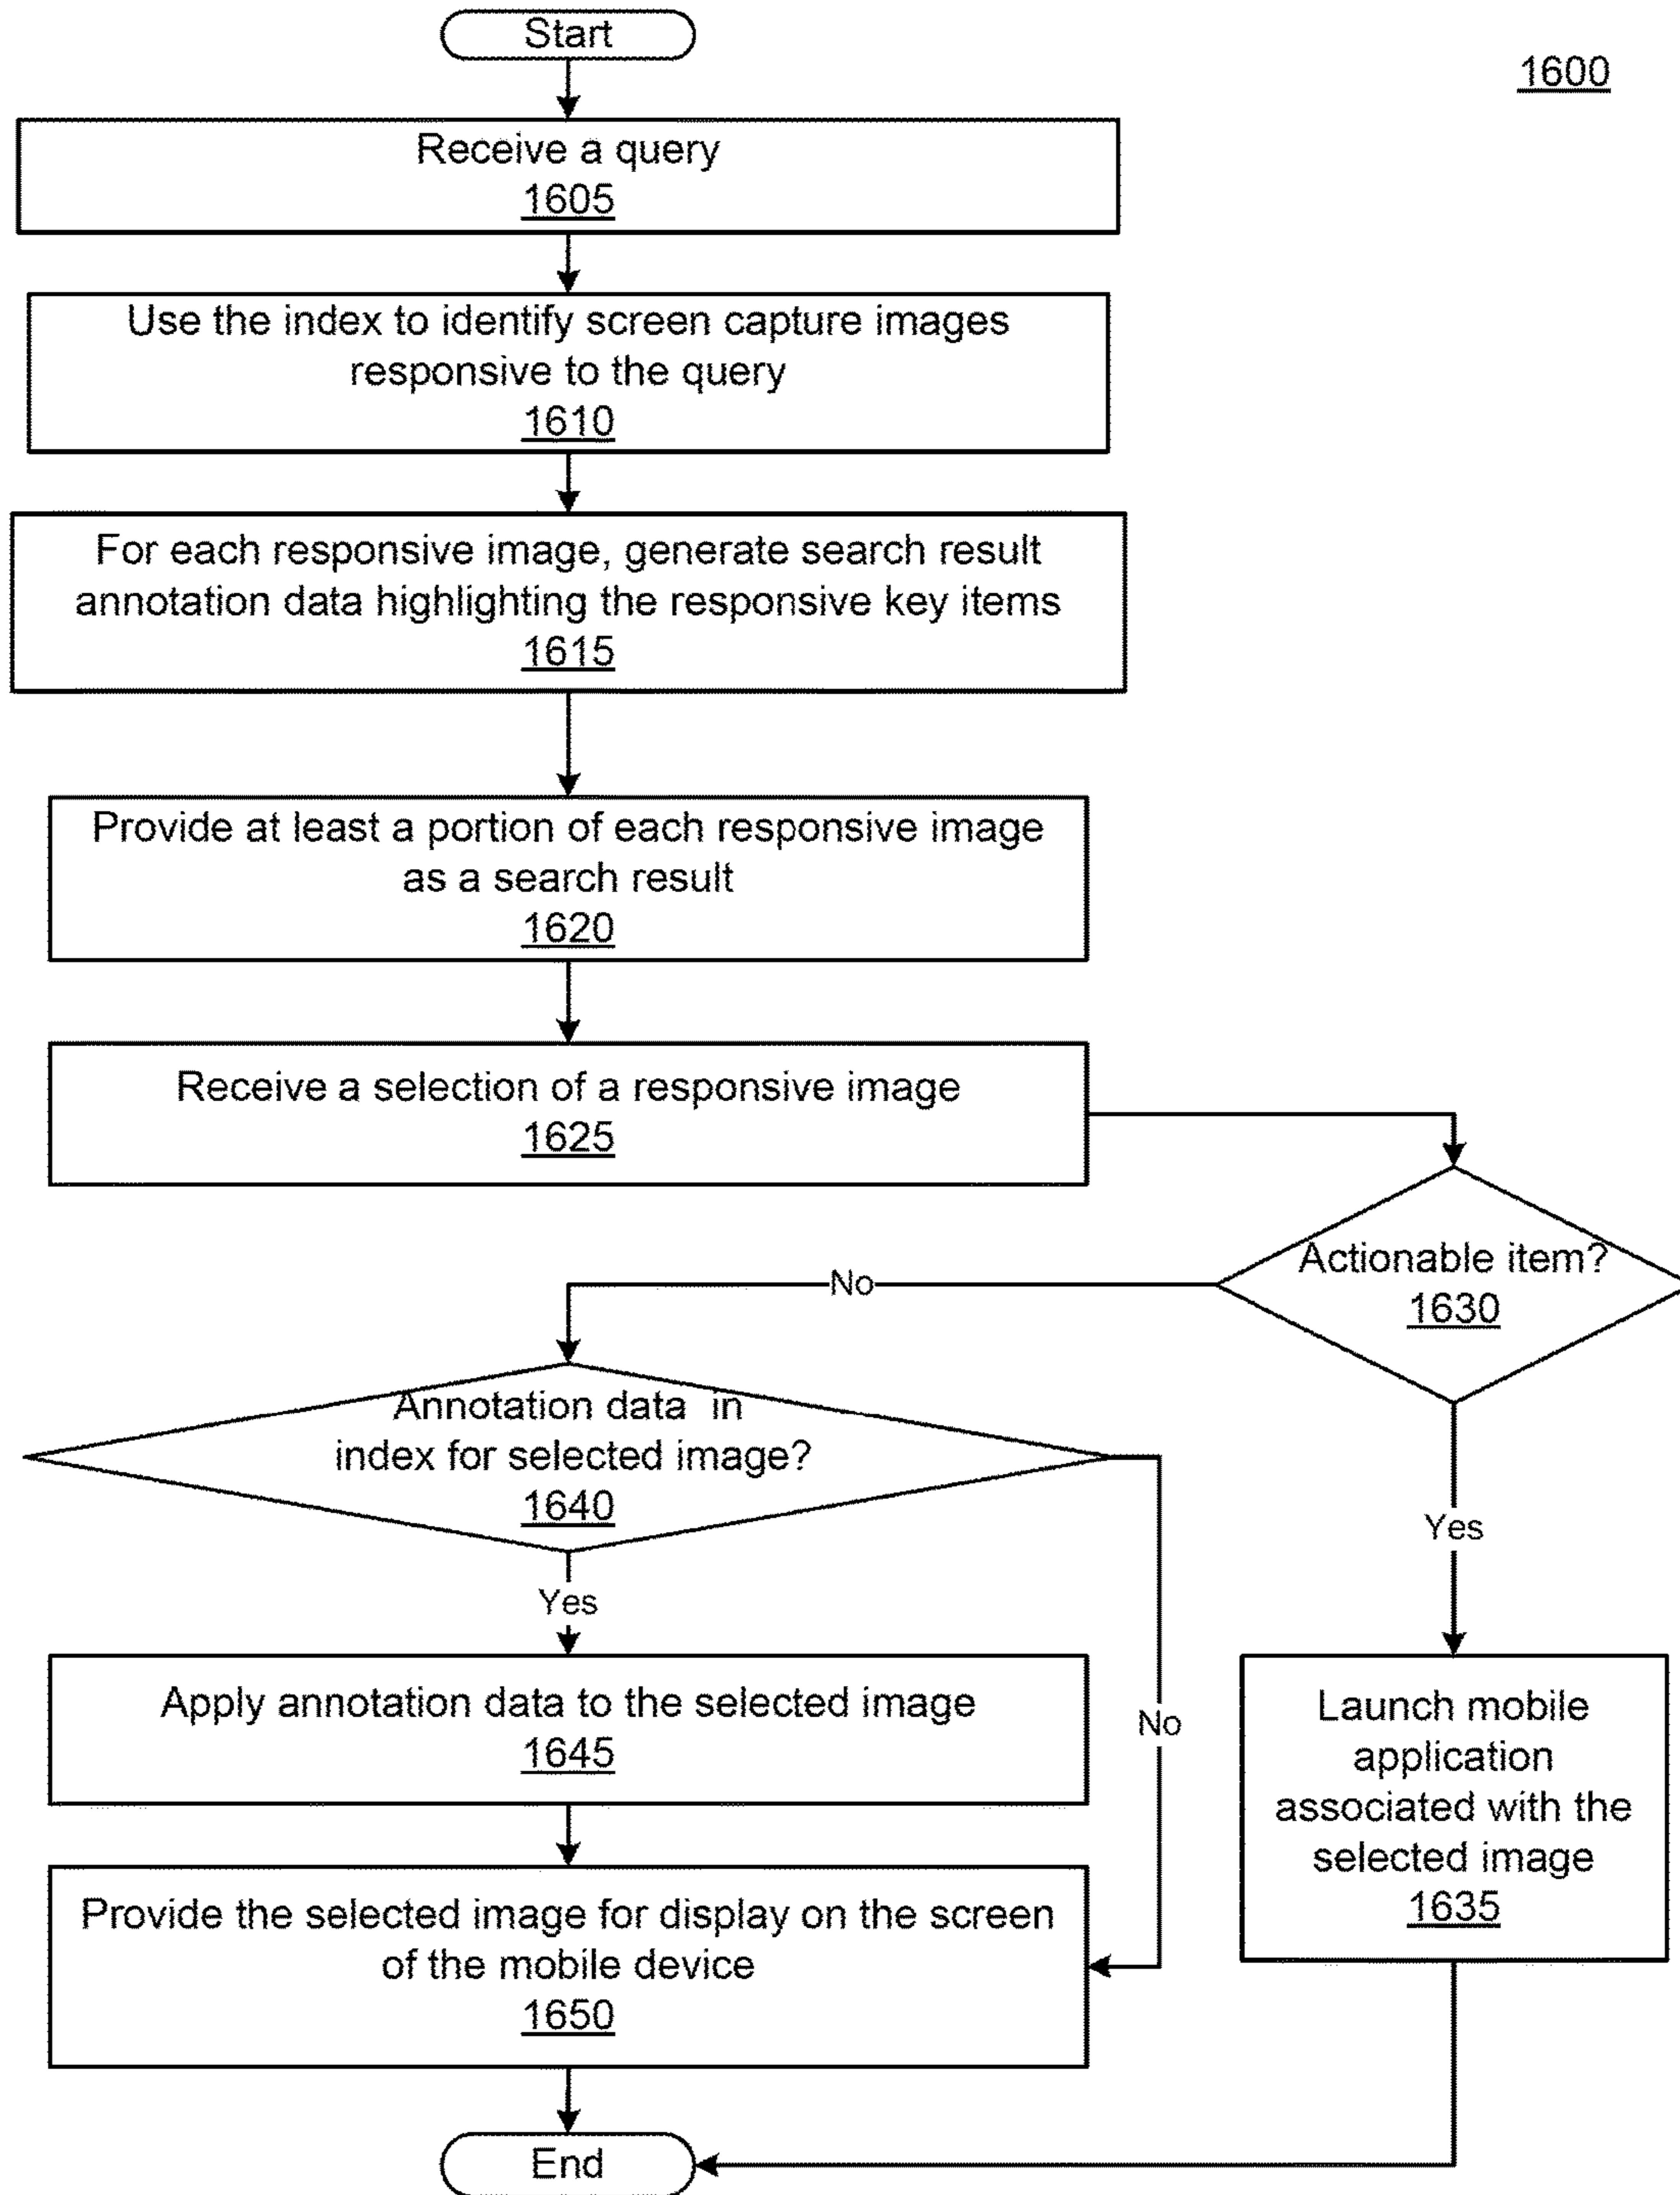 Start
1600
Receive a query
1605
Use the index to identify screen capture images
responsive to the query
1610
For each responsive image, generate search result
annotation data highlighting the responsive key items
1615
Provide at least a portion of each responsive image
as a search result
1620
Receive a selection of a responsive image
1625
Actionable item?
1630
No
Annotation data in
index for selected image?
1640
Yes
Yes
No
Apply annotation data to the selected image
1645
Launch mobile
application
associated with the
selected image
1635
Provide the selected image for display on the screen
of the mobile device
1650
End